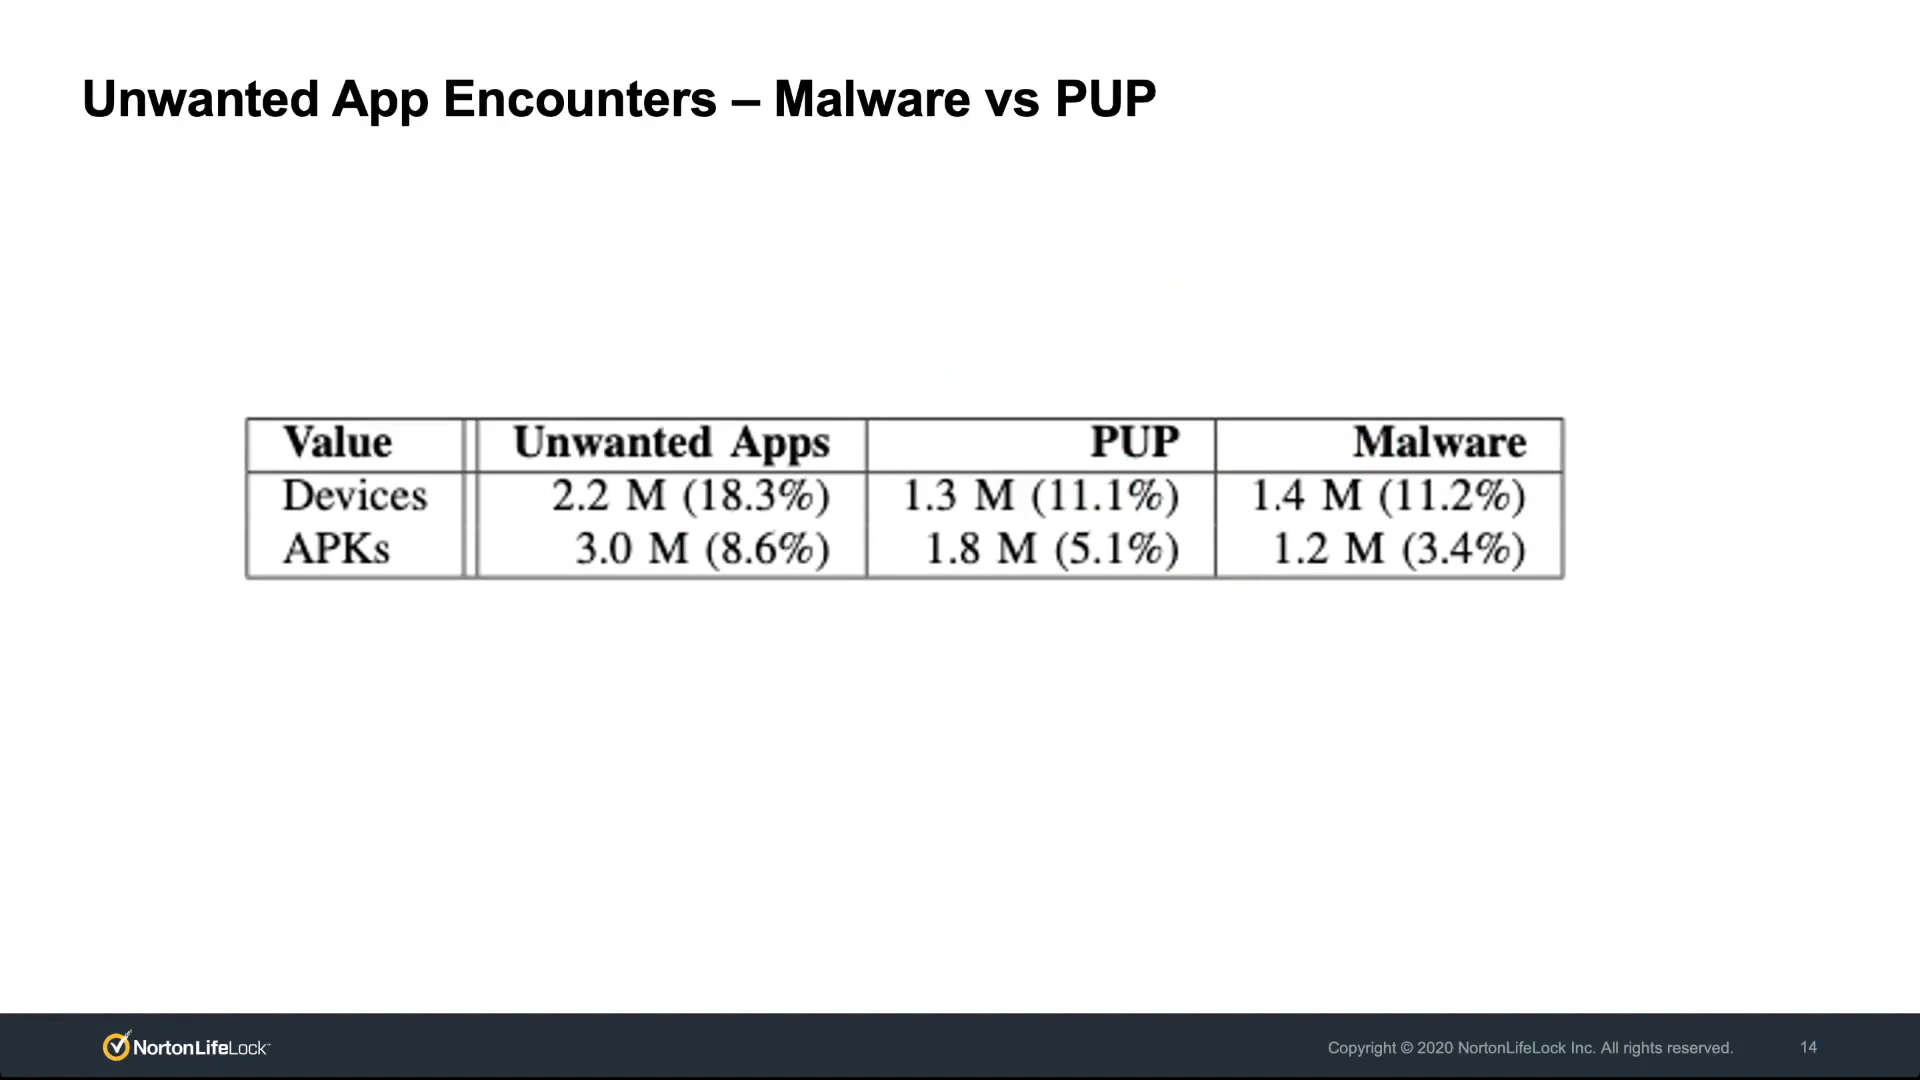 Unwanted App Encounters – Malware vs PUP
Value Unwanted Apps PUP Malware
Devices 2.2 M (18.3%) 1.3 M (11.1%) 1.4 M (11.2%)
APKs 3.0 M (8.6%) 1.8 M (5.1%) 1.2 M (3.4%)
NortonLifeLock
Copyright © 2020 NortonLifeLock Inc. All rights reserved. 14